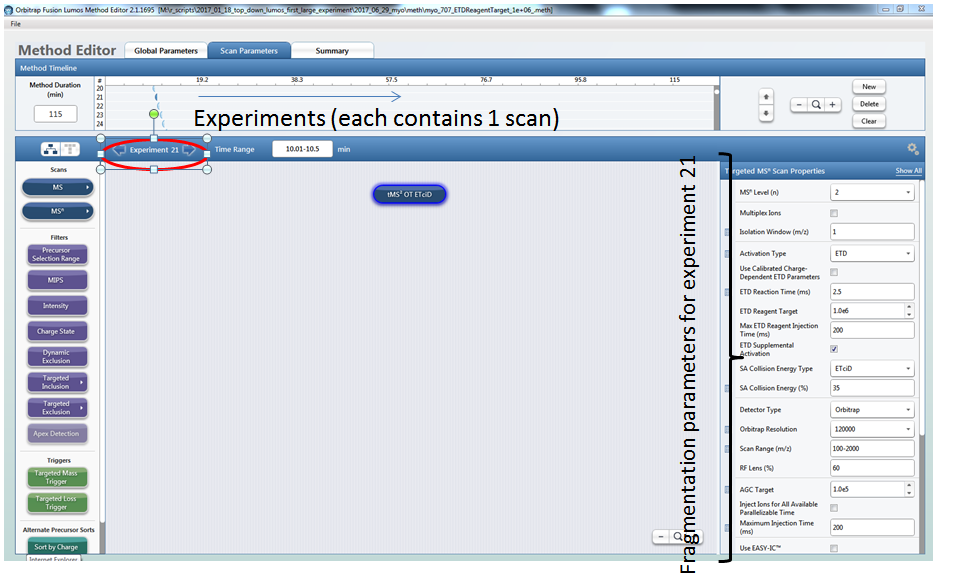 Orbitrap Fusion Lumos Method Editor 2.1.1695 [M:\r_scripts\2017_01_18_top_down_lumos_first_large_experiment\2017_06_29_myo\meth\myo_707_ETDReagentTarget_1e+06_.meth]
File
Method Editor
Global Parameters
Scan Parameters
Summary
Method Timeline
Method Duration
(min)
115
# 19.2 38.3 57.5 76.7 95.8 115
20
21
22
23
24
New
Delete
Clear
Experiments (each contains 1 scan)
Experiment 21
Time Range 10.01-10.5 min
Scans
MS
MSⁿ
Filters
Precursor
Selection Range
MIPS
Intensity
Charge State
Dynamic
Exclusion
Targeted
Inclusion
Targeted
Exclusion
Apex Detection
Triggers
Targeted Mass
Trigger
Targeted Loss
Trigger
Alternate Precursor Sorts
Sort by Charge
Internet Explorer
tMS² OT ETciD
Fragmentation parameters for experiment 21
Targeted MSⁿ Scan Properties Show All
MSⁿ Level (n) 2
Multiplex Ions
Isolation Window (m/z) 1
Activation Type ETD
Use Calibrated Charge-
Dependent ETD Parameters
ETD Reaction Time (ms) 2.5
ETD Reagent Target 1.0e6
Max ETD Reagent Injection
Time (ms) 200
ETD Supplemental
Activation
SA Collision Energy Type ETciD
SA Collision Energy (%) 35
Detector Type Orbitrap
Orbitrap Resolution 120000
Scan Range (m/z) 100-2000
RF Lens (%) 60
AGC Target 1.0e5
Inject Ions for All Available
Parallelizable Time
Maximum Injection Time
(ms) 200
Use EASY-IC™